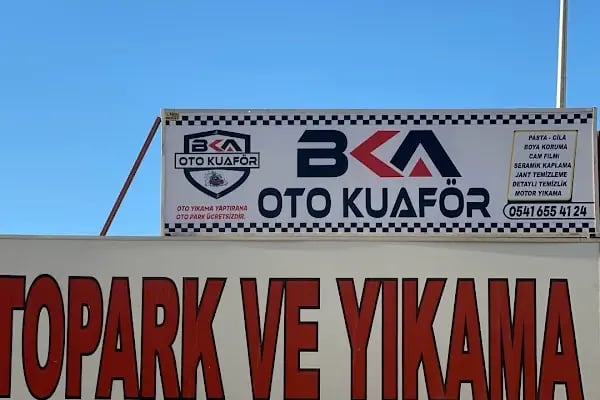 BKA
OTO KUAFÖR
OTO YIKAMA YAPTIRANA
OTO PARK ÜCRETSİZDİR.
BKA
OTO KUAFÖR
PASTA - CİLA
BOYA KORUMA
CAM FİLMİ
SERAMİK KAPLAMA
JANT TEMİZLEME
DETAYLI TEMİZLİK
MOTOR YIKAMA
0541 655 41 24
TOPARK VE YIKAMA